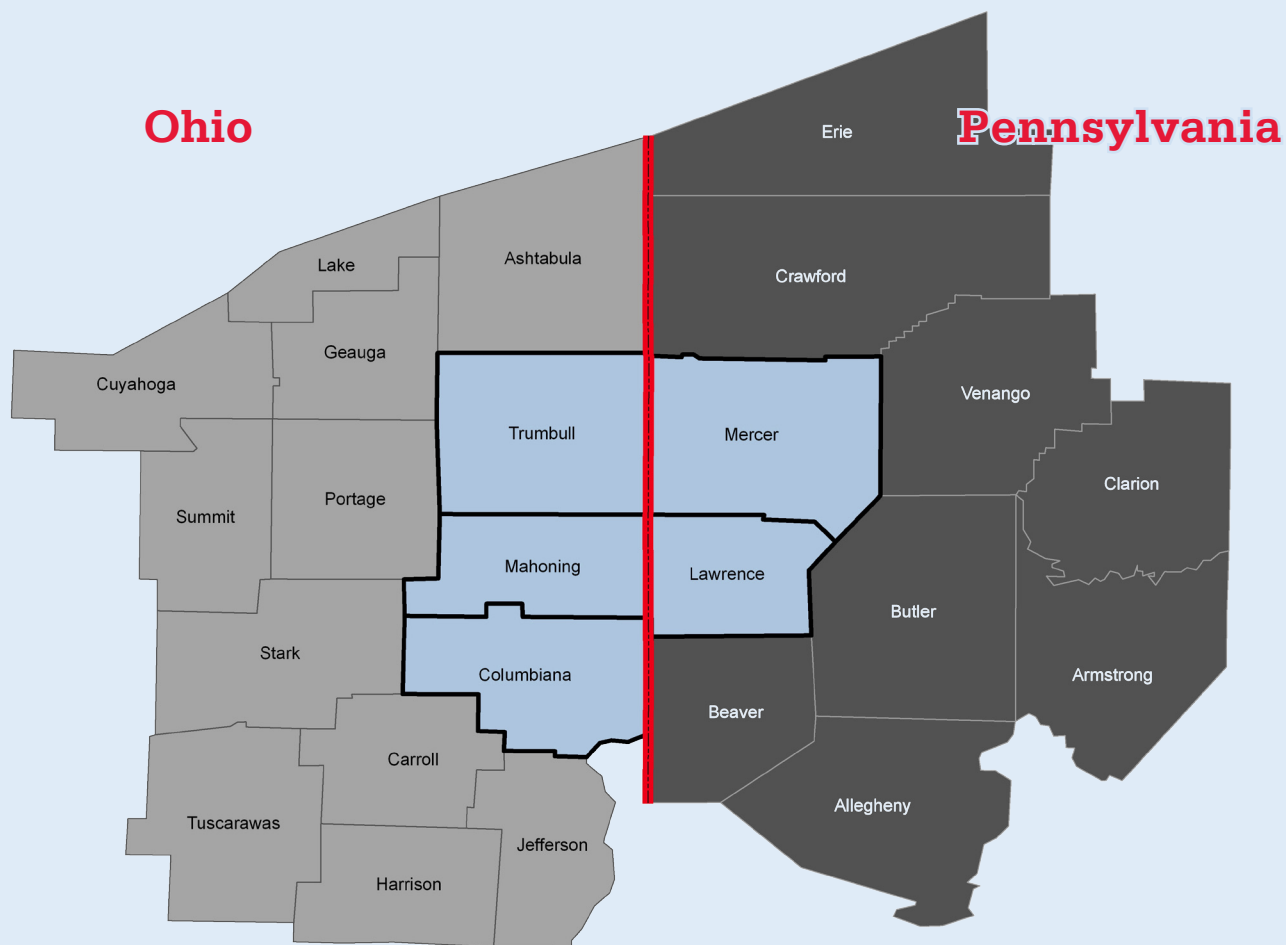 Ohio
Pennsylvania
Erie
Ashtabula
Lake
Crawford
Geauga
Cuyahoga
Venango
Trumbull
Mercer
Clarion
Portage
Summit
Mahoning
Lawrence
Butler
Stark
Columbiana
Armstrong
Beaver
Carroll
Allegheny
Tuscarawas
Jefferson
Harrison